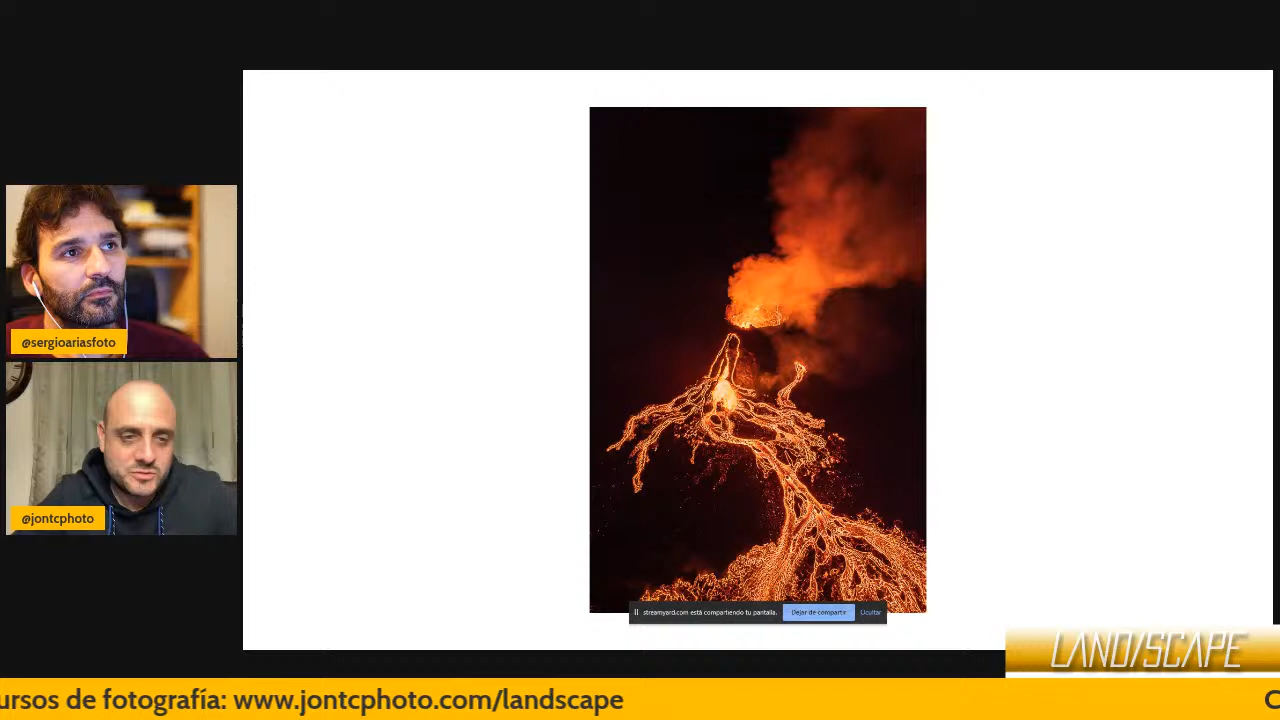 @sergioariasfoto
@jontcphoto
streamyard.com está compartiendo tu pantalla. Dejar de compartir Ocultar
LAND/SCAPE
ursos de fotografía: www.jontcphoto.com/landscape C